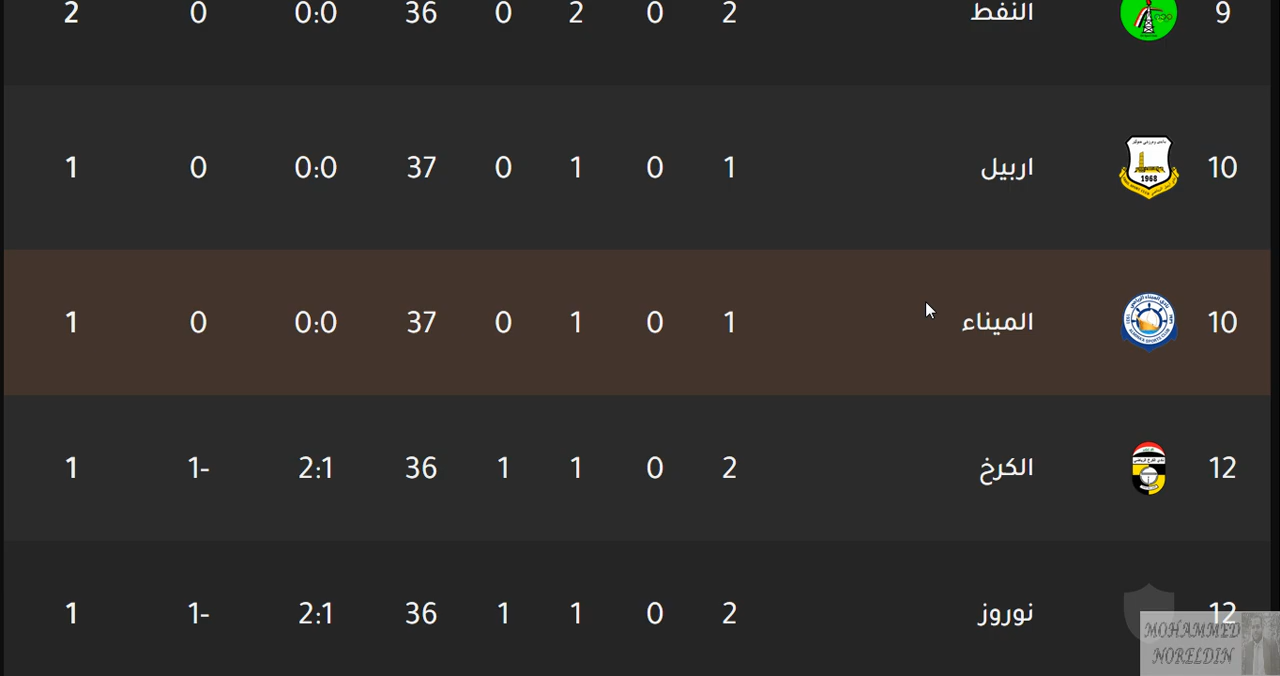 9 النفط 2 0 2 0 36 0:0 0 2
10 اربيل 1 0 1 0 37 0:0 0 1
1968
10 الميناء 1 0 1 0 37 0:0 0 1
12 الكرخ 2 0 1 1 36 2:1 1- 1
12 نوروز 2 0 1 1 36 2:1 1- 1
MOHAMMED
NORELDIN